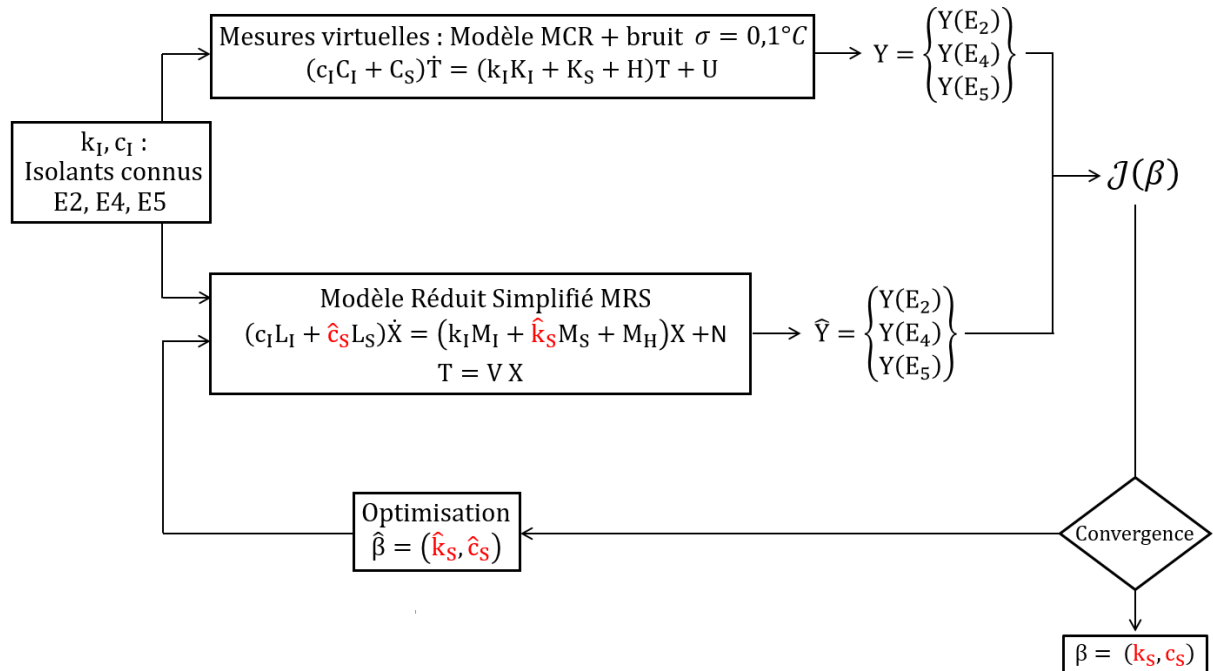 Mesures virtuelles : Modèle MCR + bruit σ = 0,1°C
(c_I C_I + C_S)Ṫ = (k_I K_I + K_S + H)T + U
Y = {Y(E₂)
Y(E₄)
Y(E₅)}
k_I, c_I :
Isolants connus
E2, E4, E5
𝒥(β)
Modèle Réduit Simplifié MRS
(c_I L_I + ĉ_S L_S)Ẋ = (k_I M_I + k̂_S M_S + M_H)X +N
T = V X
Ŷ = {Y(E₂)
Y(E₄)
Y(E₅)}
Optimisation
β̂ = (k̂_S, ĉ_S)
Convergence
β = (k_S, c_S)